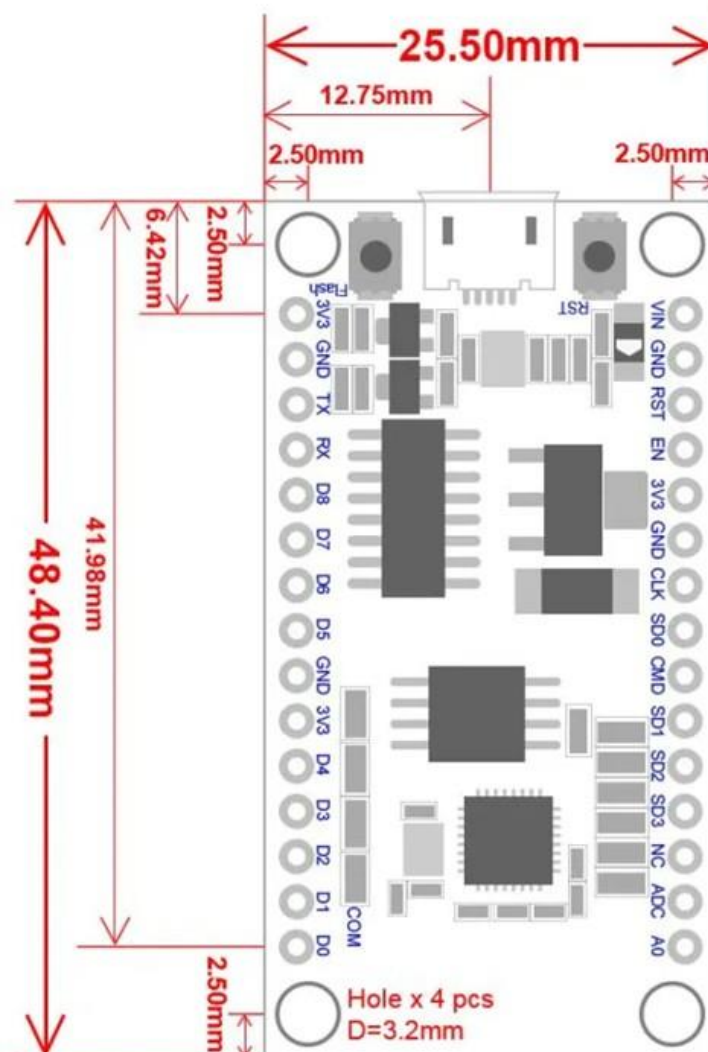 25.50mm
12.75mm
2.50mm
2.50mm
2.50mm
6.42mm
48.40mm
41.98mm
2.50mm
Flash
RST
3V3
GND
TX
RX
D8
D7
D6
D5
GND
3V3
D4
D3
D2
D1
D0
COM
VIN
GND
RST
EN
3V3
GND
CLK
SD0
CMD
SD1
SD2
SD3
NC
ADC
A0
Hole x 4 pcs
D=3.2mm